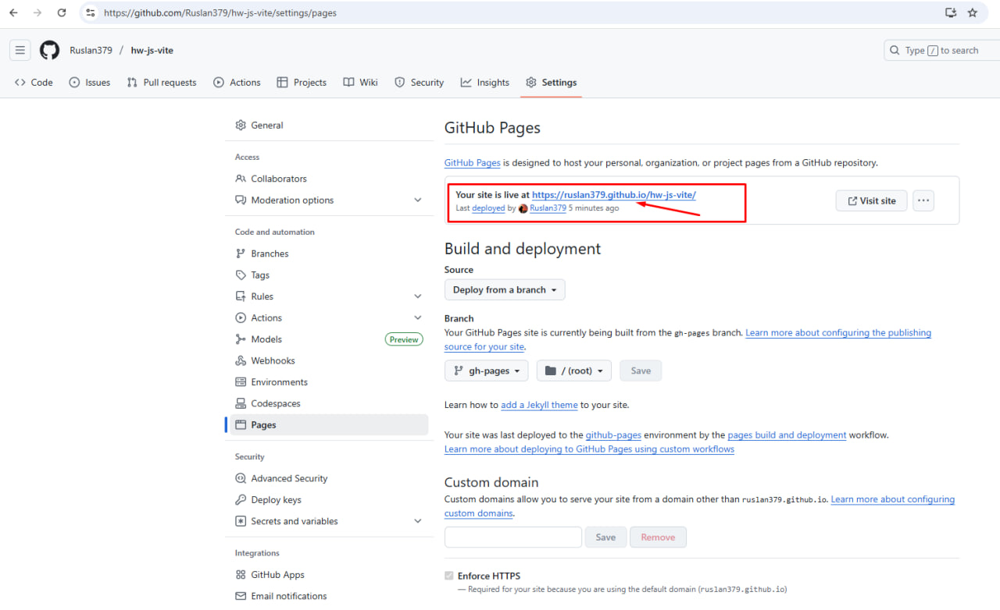 https://github.com/Ruslan379/hw-js-vite/settings/pages
Ruslan379 / hw-js-vite
Type / to search
Code Issues Pull requests Actions Projects Wiki Security Insights Settings
General
Access
Collaborators
Moderation options
Code and automation
Branches
Tags
Rules
Actions
Models Preview
Webhooks
Environments
Codespaces
Pages
Security
Advanced Security
Deploy keys
Secrets and variables
Integrations
GitHub Apps
Email notifications
GitHub Pages
GitHub Pages is designed to host your personal, organization, or project pages from a GitHub repository.
Your site is live at https://ruslan379.github.io/hw-js-vite/
Last deployed by Ruslan379 5 minutes ago
Visit site
Build and deployment
Source
Deploy from a branch
Branch
Your GitHub Pages site is currently being built from the gh-pages branch. Learn more about configuring the publishing
source for your site.
gh-pages / (root) Save
Learn how to add a Jekyll theme to your site.
Your site was last deployed to the github-pages environment by the pages build and deployment workflow.
Learn more about deploying to GitHub Pages using custom workflows
Custom domain
Custom domains allow you to serve your site from a domain other than ruslan379.github.io. Learn more about configuring
custom domains.
Save Remove
Enforce HTTPS
— Required for your site because you are using the default domain (ruslan379.github.io)